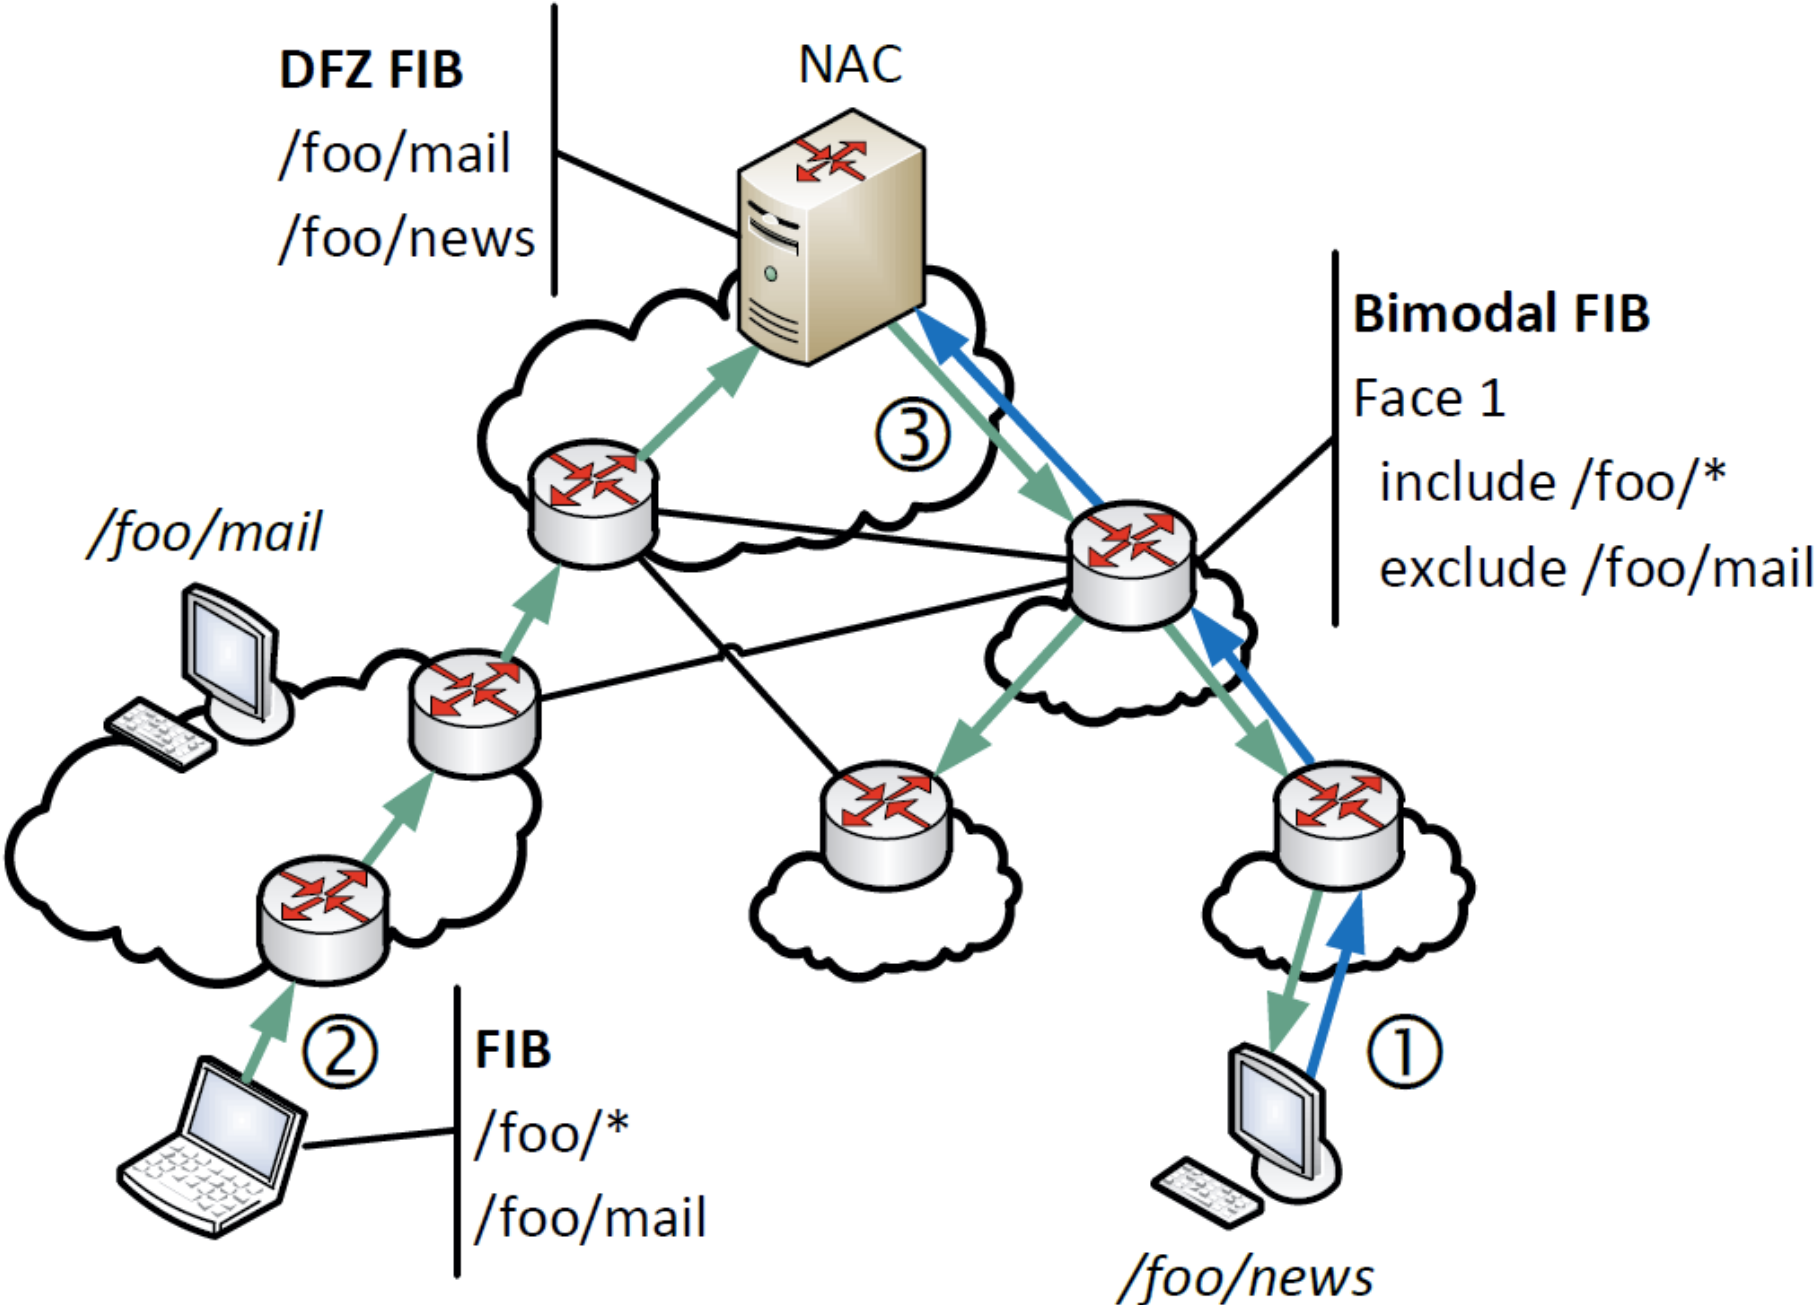 DFZ FIB
/foo/mail
/foo/news
NAC
Bimodal FIB
Face 1
include /foo/*
exclude /foo/mail
③
/foo/mail
②
FIB
/foo/*
/foo/mail
①
/foo/news